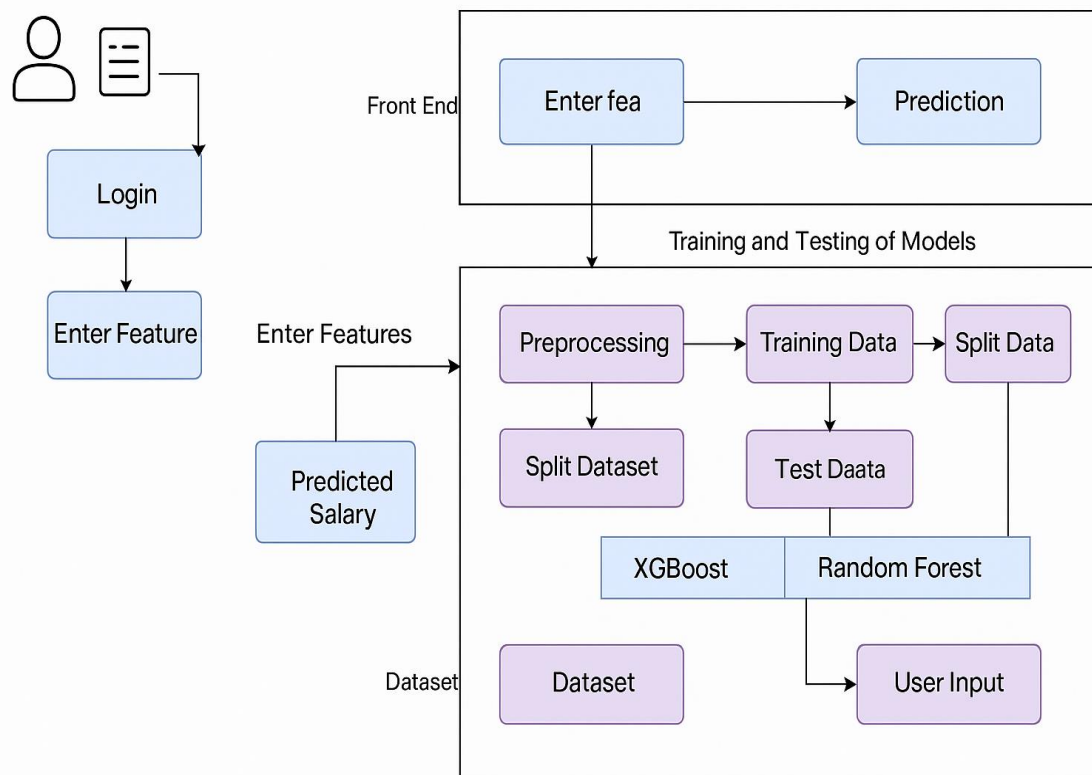 Front End
Enter fea
Prediction
Login
Enter Feature
Training and Testing of Models
Enter Features
Preprocessing
Training Data
Split Data
Predicted
Salary
Split Dataset
Test Daata
XGBoost
Random Forest
Dataset
Dataset
User Input